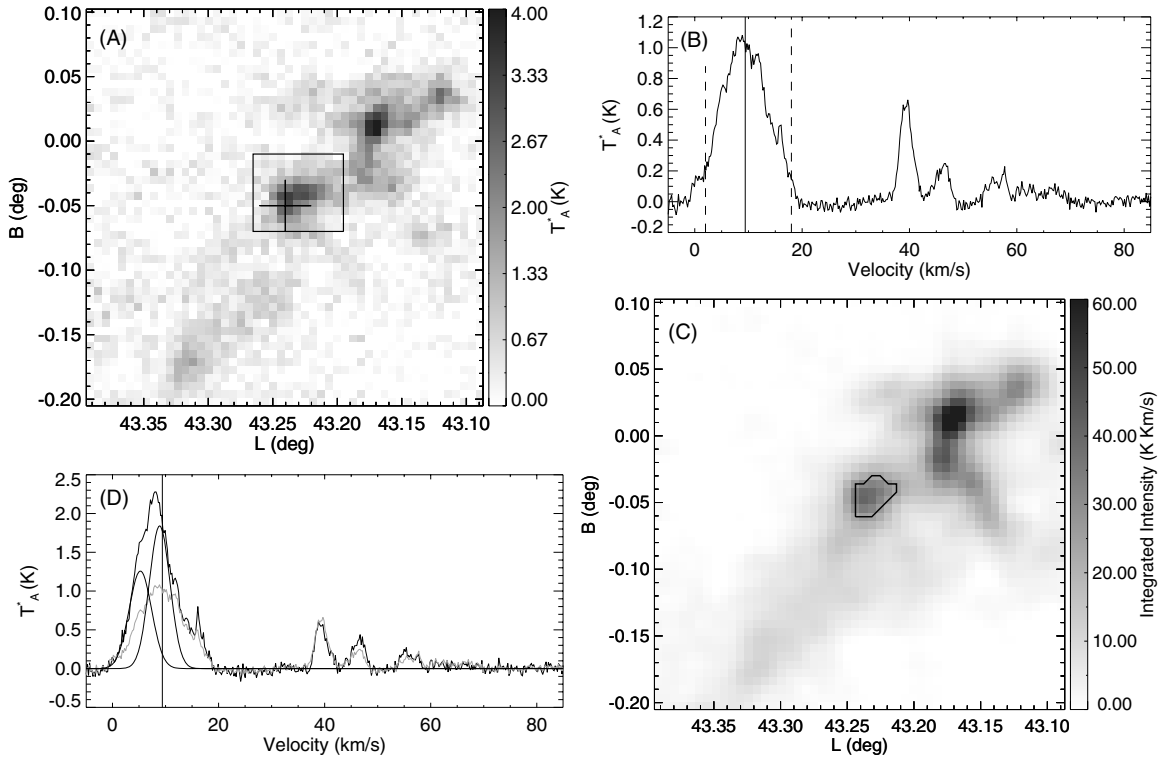 (A)
0.10
0.05
0.00
-0.05
-0.10
-0.15
-0.20
B (deg)
43.35 43.30 43.25 43.20 43.15 43.10
L (deg)
4.00
3.33
2.67
2.00
1.33
0.67
0.00
T*A (K)
(B)
1.2
1.0
0.8
0.6
0.4
0.2
0.0
-0.2
T*A (K)
0 20 40 60 80
Velocity (km/s)
(C)
0.10
0.05
0.00
-0.05
-0.10
-0.15
-0.20
B (deg)
43.35 43.30 43.25 43.20 43.15 43.10
L (deg)
60.00
50.00
40.00
30.00
20.00
10.00
0.00
Integrated Intensity (K Km/s)
(D)
2.5
2.0
1.5
1.0
0.5
0.0
-0.5
T*A (K)
0 20 40 60 80
Velocity (km/s)